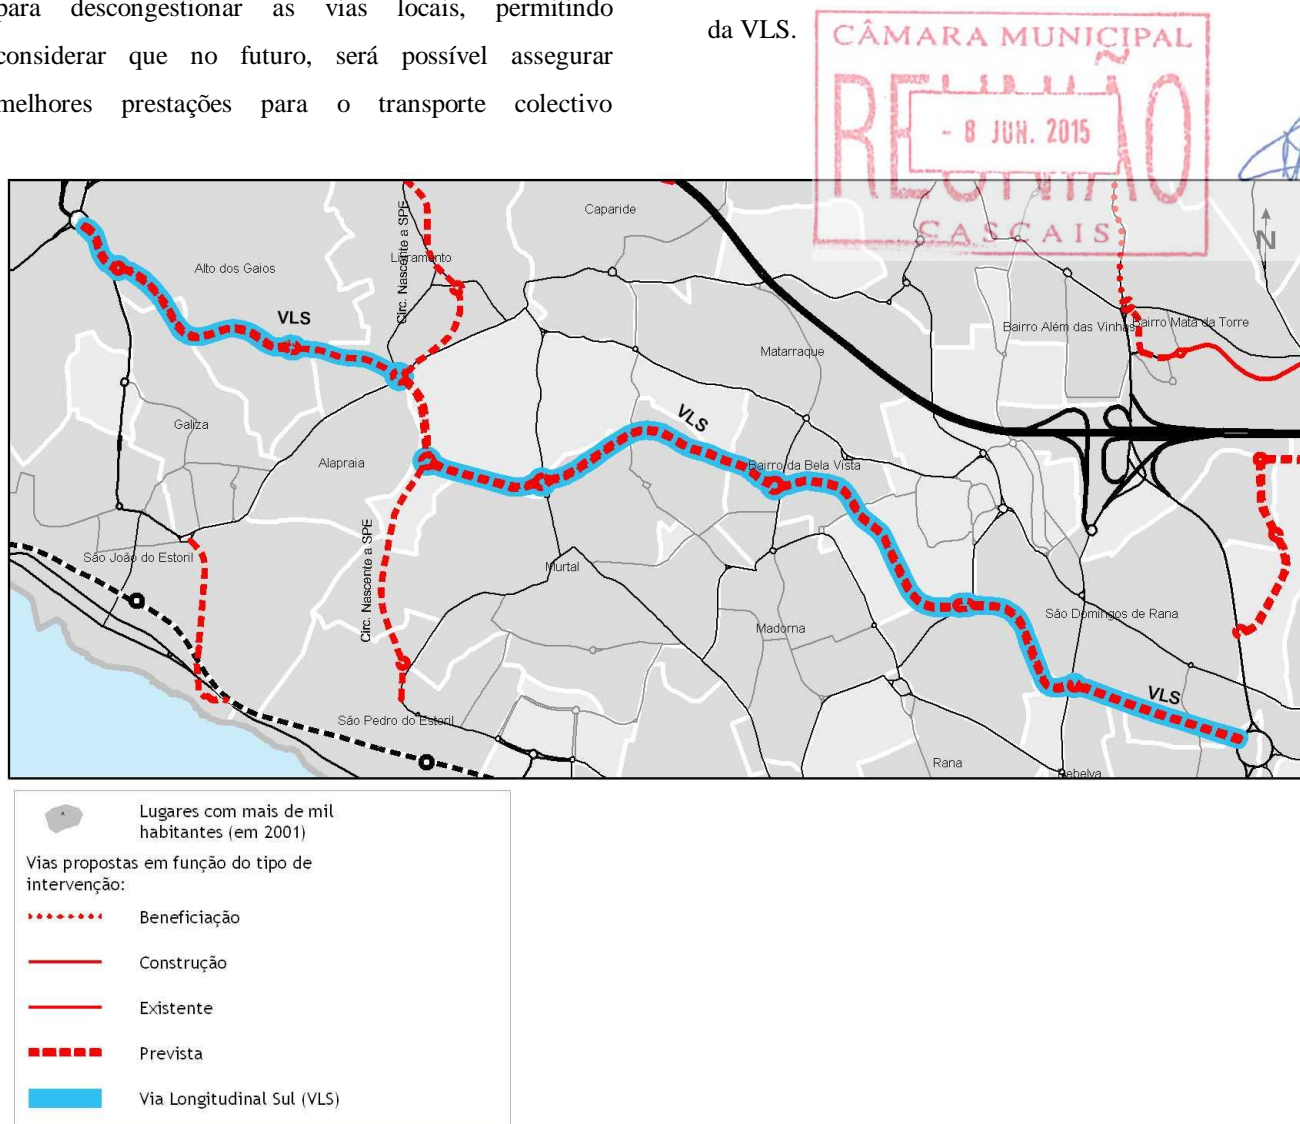 para descongestionar as vias locais, permitindo
considerar que no futuro, será possível assegurar
melhores prestações para o transporte colectivo
da VLS.
CÂMARA MUNICIPAL
REUNIÃO
- 8 JUN. 2015
CASCAIS
N
Caparide
Circ. Nascente a SPE
Livramento
Alto dos Gaios
VLS
Bairro Além das Vinhas
Bairro Mata da Torre
Matarraque
VLS
Galiza
Alapraia
Bairro da Bela Vista
Circ. Nascente a SPE
São João do Estoril
Murtal
São Domingos de Rana
Madorna
VLS
São Pedro do Estoril
Rana
Rebelva
Lugares com mais de mil
habitantes (em 2001)
Vias propostas em função do tipo de
intervenção:
Beneficiação
Construção
Existente
Prevista
Via Longitudinal Sul (VLS)